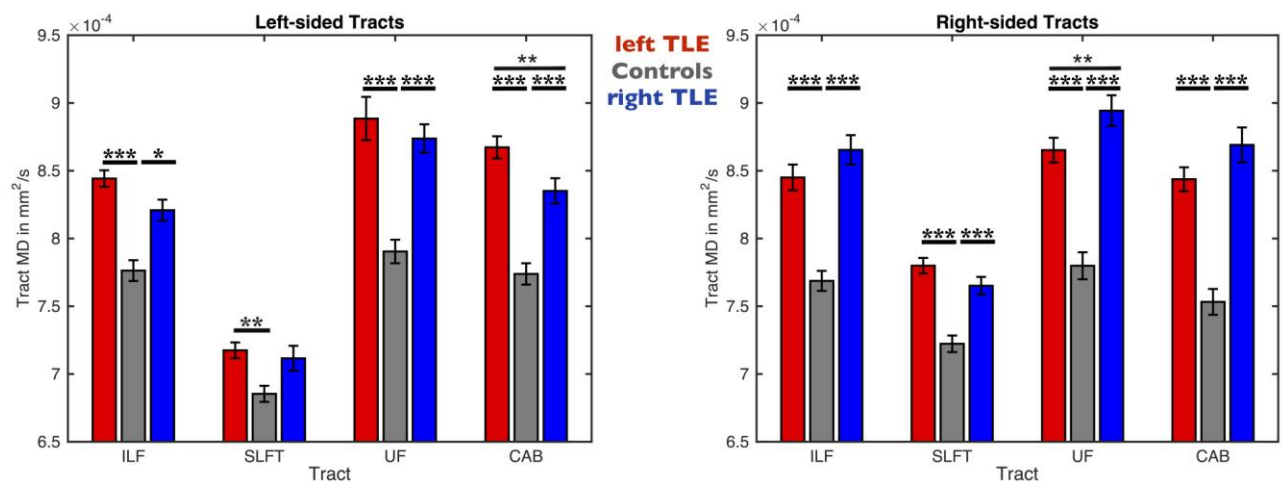 Left-sided Tracts
×10⁻⁴
9.5
9
8.5
8
7.5
7
6.5
Tract MD in mm²/s
*** *
**
*** ***
**
*** ***
ILF SLFT UF CAB
Tract
left TLE
Controls
right TLE
Right-sided Tracts
×10⁻⁴
9.5
9
8.5
8
7.5
7
6.5
Tract MD in mm²/s
*** ***
*** ***
**
*** ***
*** ***
ILF SLFT UF CAB
Tract